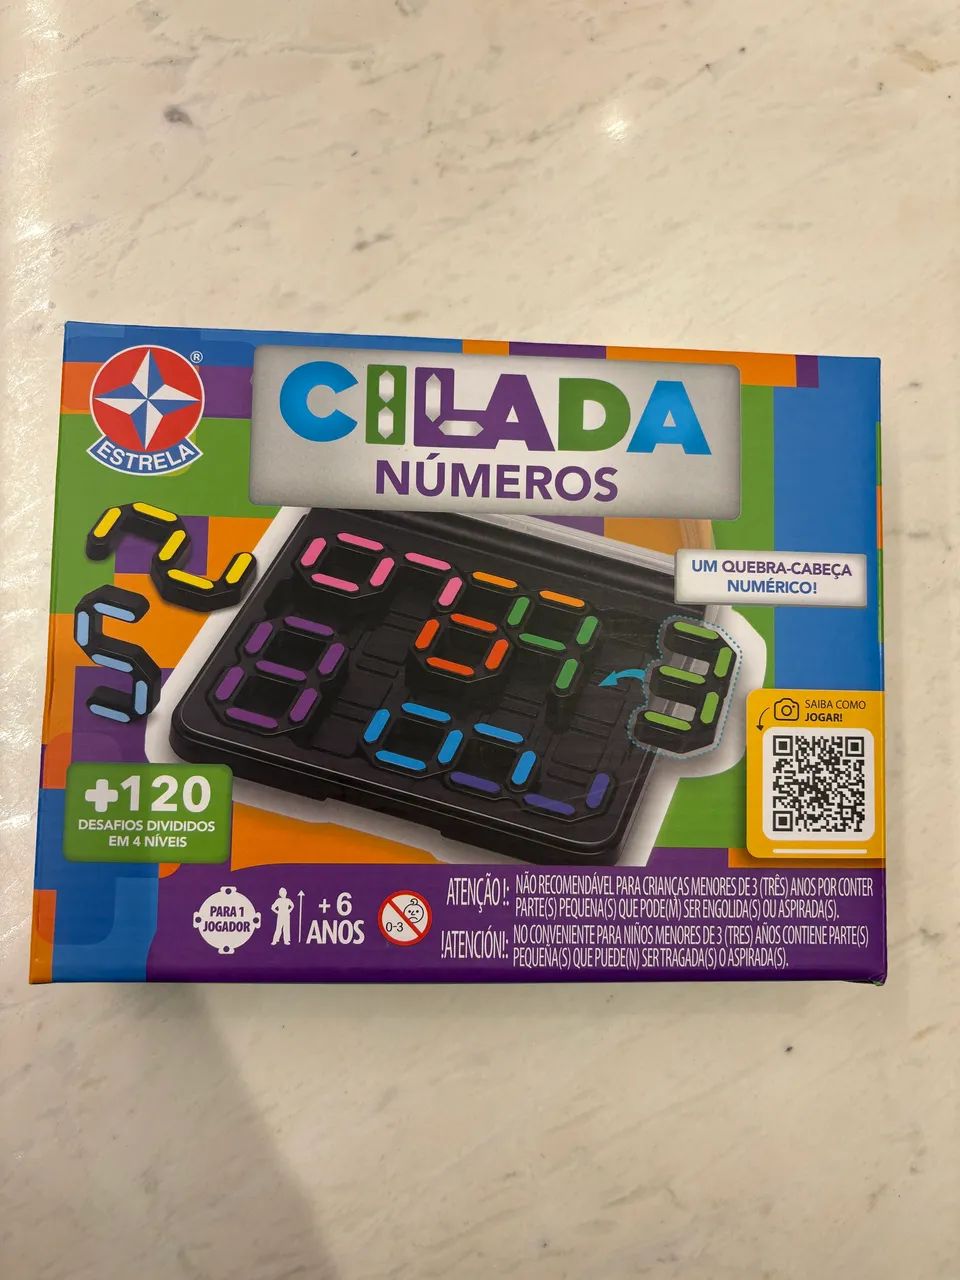 ®
ESTRELA
CILADA
NÚMEROS
UM QUEBRA-CABEÇA
NUMÉRICO!
SAIBA COMO
JOGAR!
+120
DESAFIOS DIVIDIDOS
EM 4 NÍVEIS
PARA 1
JOGADOR
+6
ANOS
0-3
ATENÇÃO!: NÃO RECOMENDÁVEL PARA CRIANÇAS MENORES DE 3 (TRÊS) ANOS POR CONTER
PARTE(S) PEQUENA(S) QUE PODE(M) SER ENGOLIDA(S) OU ASPIRADA(S).
!ATENCIÓN!: NO CONVENIENTE PARA NIÑOS MENORES DE 3 (TRES) AÑOS CONTIENE PARTE(S)
PEQUEÑA(S) QUE PUEDE(N) SER TRAGADA(S) O ASPIRADA(S).